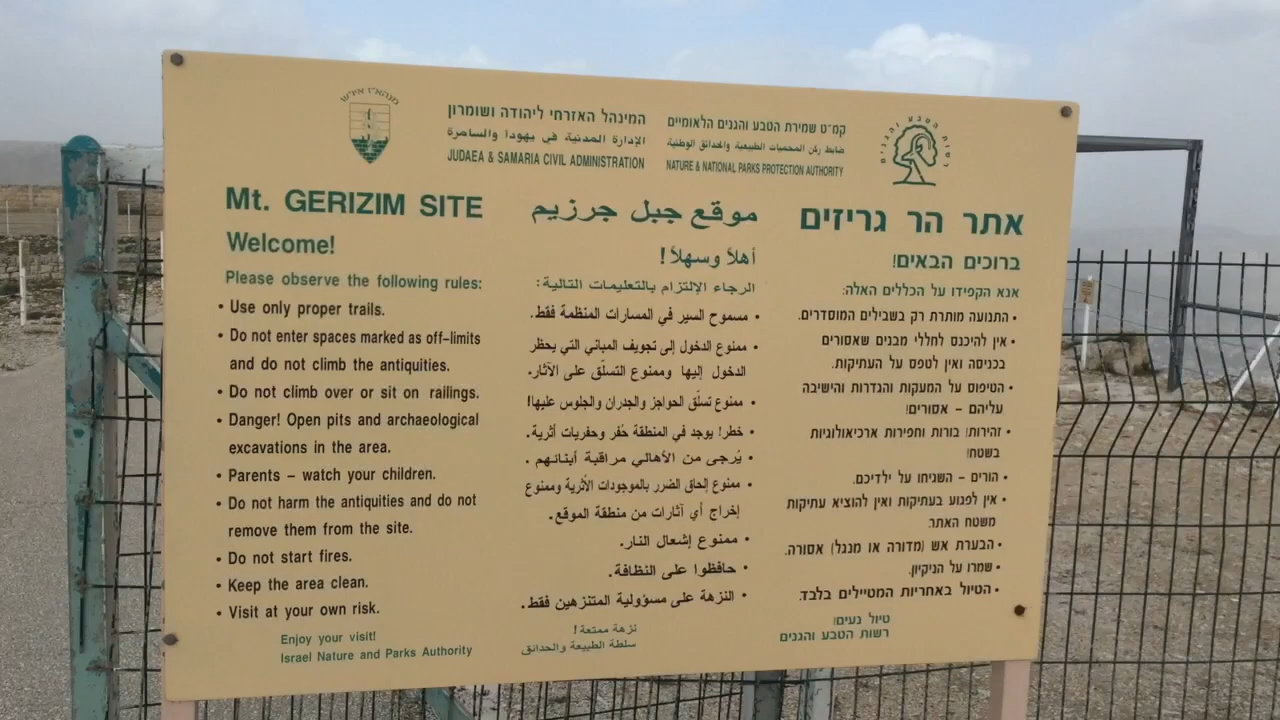 מנהא״ז איו״ש
המינהל האזרחי ליהודה ושומרון
الإدارة المدنية في يهودا والسامرة
JUDAEA & SAMARIA CIVIL ADMINISTRATION
קמ״ט שמירת הטבע והגנים הלאומיים
ضابط ركن المحميات الطبيعية والحدائق الوطنية
NATURE & NATIONAL PARKS PROTECTION AUTHORITY
רשות הטבע והגנים
Mt. GERIZIM SITE
Welcome!
Please observe the following rules:
• Use only proper trails.
• Do not enter spaces marked as off-limits
and do not climb the antiquities.
• Do not climb over or sit on railings.
• Danger! Open pits and archaeological
excavations in the area.
• Parents – watch your children.
• Do not harm the antiquities and do not
remove them from the site.
• Do not start fires.
• Keep the area clean.
• Visit at your own risk.
Enjoy your visit!
Israel Nature and Parks Authority
موقع جبل جرزيم
أهلاً وسهلاً!
الرجاء الإلتزام بالتعليمات التالية:
• مسموح السير في المسارات المنظمة فقط.
• ممنوع الدخول إلى تجويف المباني التي يحظر
الدخول إليها وممنوع التسلّق على الآثار.
• ممنوع تسلّق الحواجز والجدران والجلوس عليها!
• خطر! يوجد في المنطقة حُفر وحفريات أثرية.
• يُرجى من الأهالي مراقبة أبنائهم.
• ممنوع إلحاق الضرر بالموجودات الأثرية وممنوع
إخراج أي آثارات من منطقة الموقع.
• ممنوع إشعال النار.
• حافظوا على النظافة.
• النزهة على مسؤولية المتنزهين فقط.
نزهة ممتعة!
سلطة الطبيعة والحدائق
אתר הר גריזים
ברוכים הבאים!
אנא הקפידו על הכללים האלה:
• התנועה מותרת רק בשבילים המוסדרים.
• אין להיכנס לחללי מבנים שאסורים
בכניסה ואין לטפס על העתיקות.
• הטיפוס על המעקות והגדרות והישיבה
עליהם – אסורים!
• זהירות! בורות וחפירות ארכיאולוגיות
בשטח!
• הורים – השגיחו על ילדיכם.
• אין לפגוע בעתיקות ואין להוציא עתיקות
משטח האתר.
• הבערת אש (מדורה או מנגל) אסורה.
• שמרו על הניקיון.
• הטיול באחריות המטיילים בלבד.
טיול נעים!
רשות הטבע והגנים